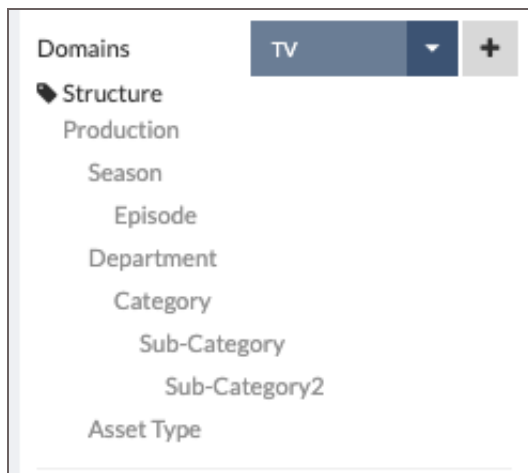 Domains TV +
Structure
Production
Season
Episode
Department
Category
Sub-Category
Sub-Category2
Asset Type